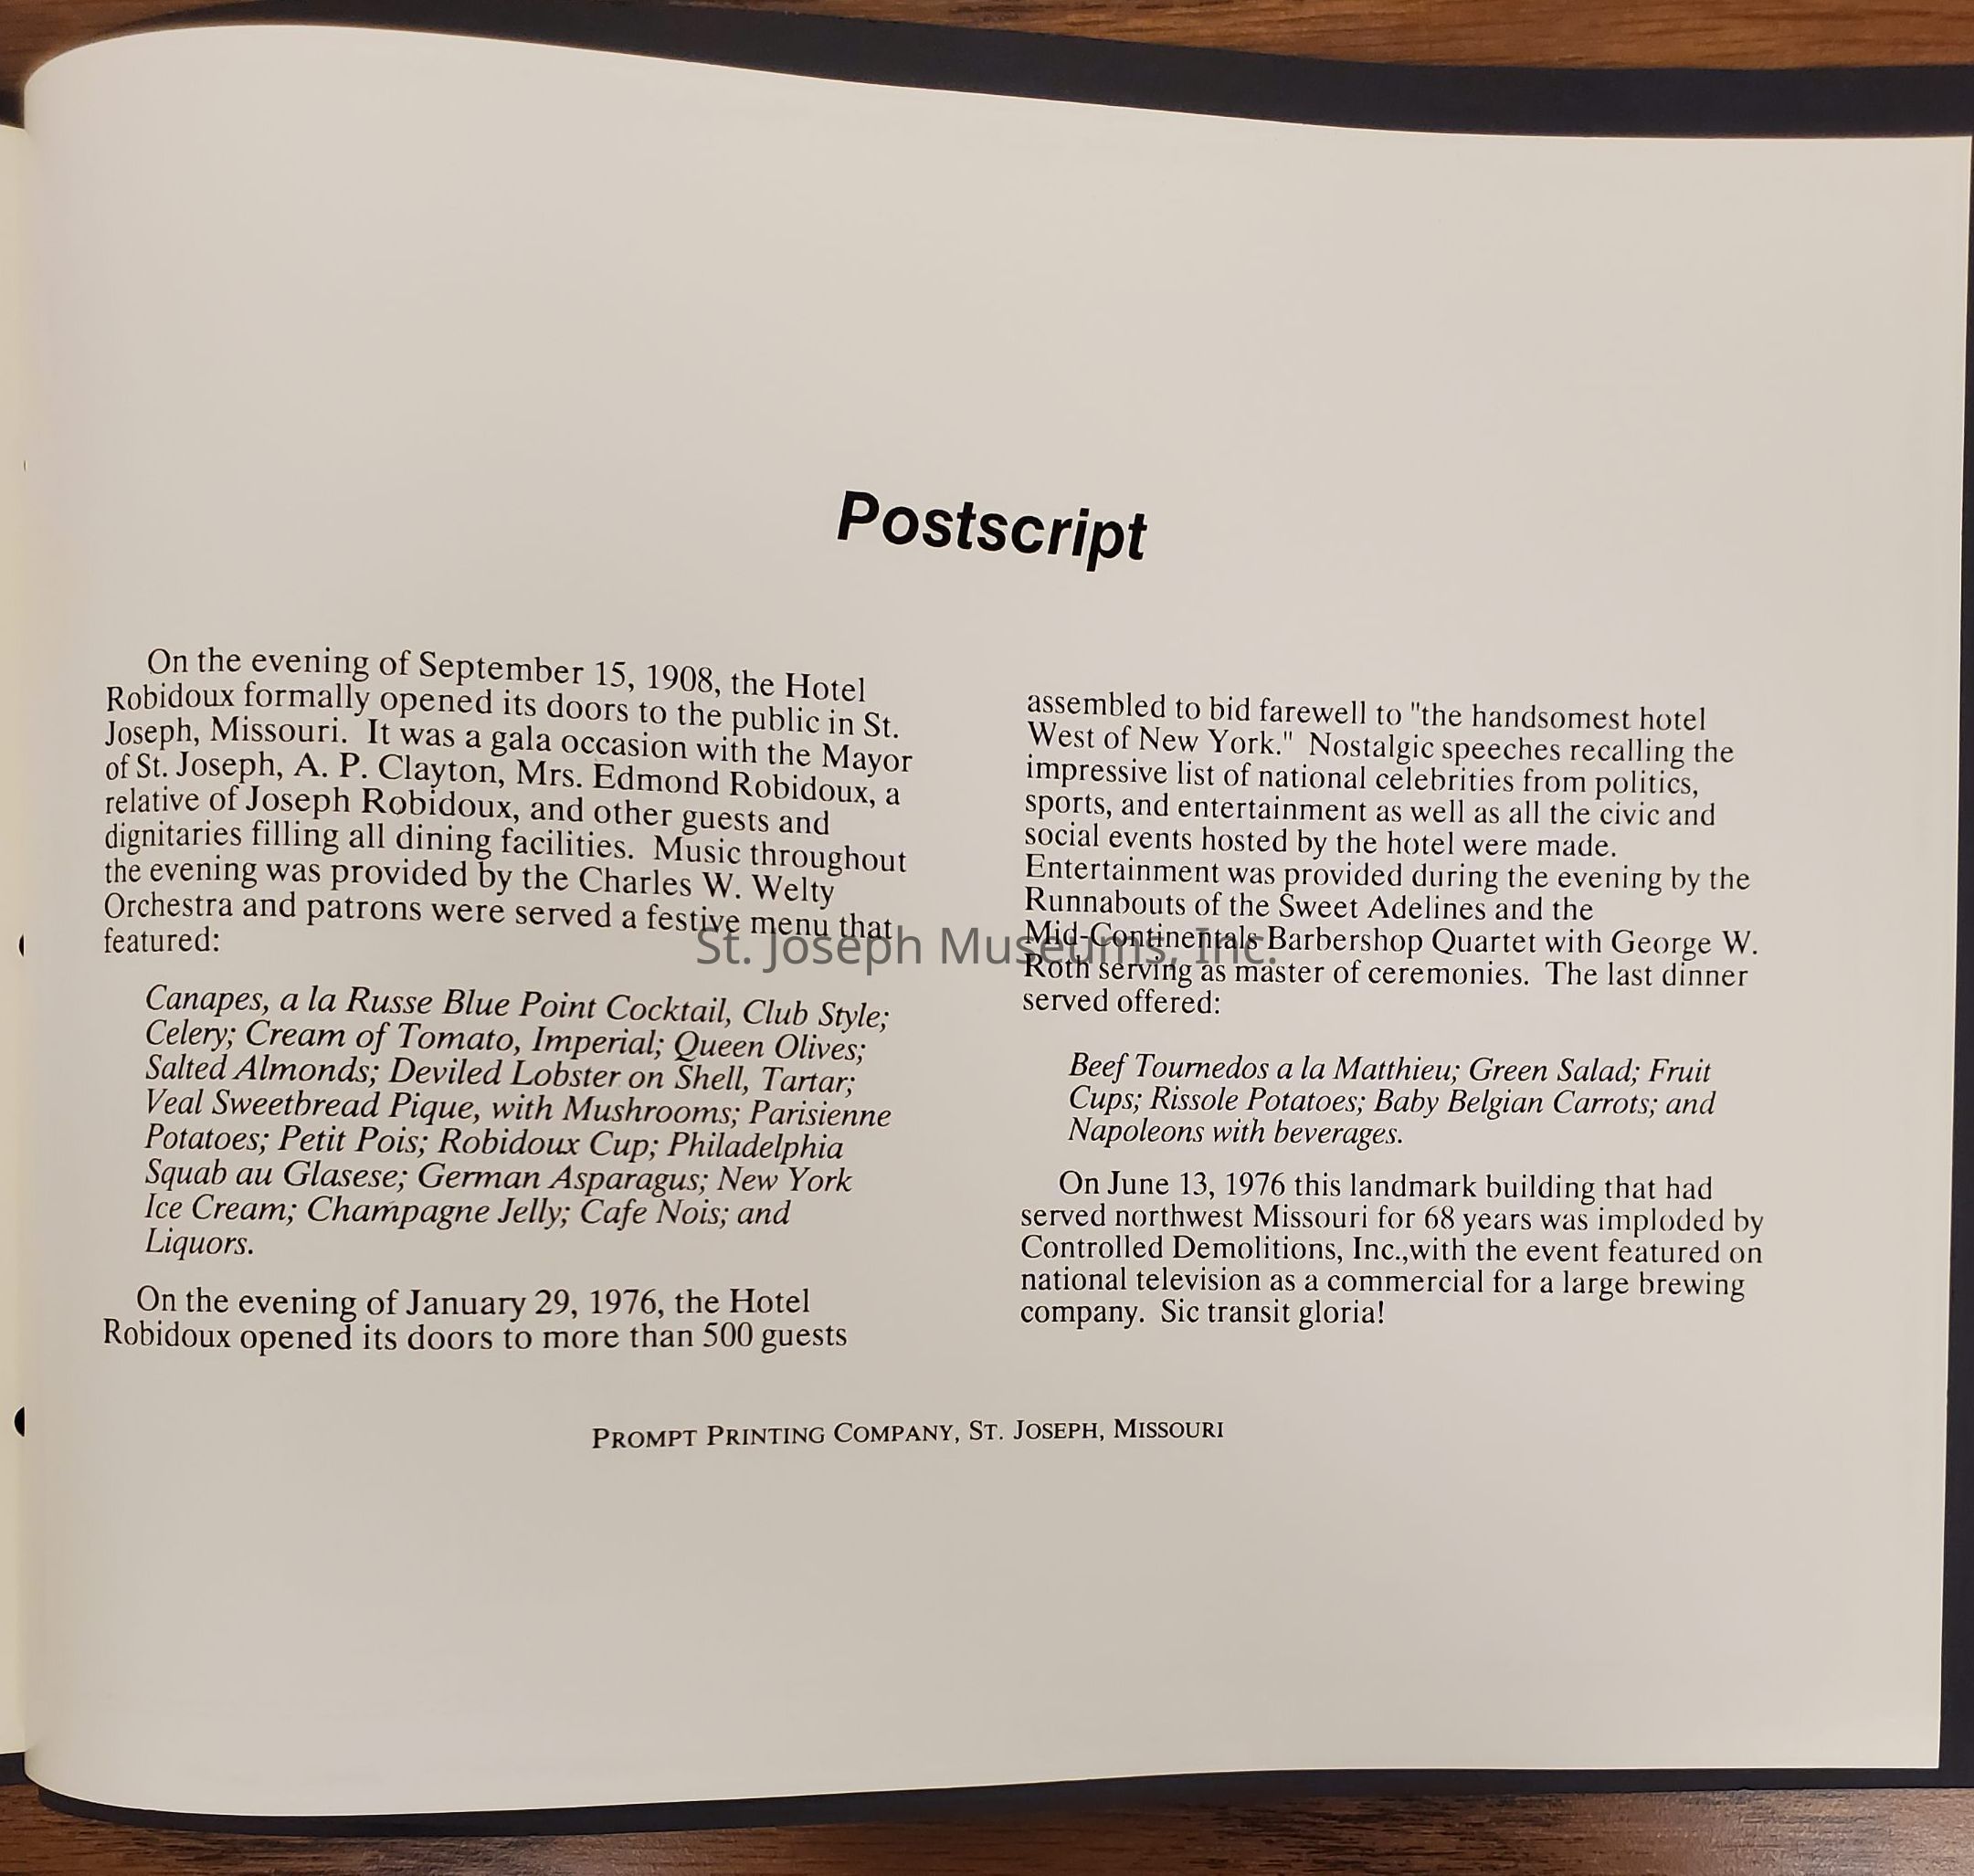 Postscript
On the evening of September 15, 1908, the Hotel
Robidoux formally opened its doors to the public in St.
Joseph, Missouri.  It was a gala occasion with the Mayor
of St. Joseph, A. P. Clayton, Mrs. Edmond Robidoux, a
relative of Joseph Robidoux, and other guests and
dignitaries filling all dining facilities.  Music throughout
the evening was provided by the Charles W. Welty
Orchestra and patrons were served a festive menu that
featured:
Canapes, a la Russe Blue Point Cocktail, Club Style;
Celery; Cream of Tomato, Imperial; Queen Olives;
Salted Almonds; Deviled Lobster on Shell, Tartar;
Veal Sweetbread Pique, with Mushrooms; Parisienne
Potatoes; Petit Pois; Robidoux Cup; Philadelphia
Squab au Glasese; German Asparagus; New York
Ice Cream; Champagne Jelly; Cafe Nois; and
Liquors.
On the evening of January 29, 1976, the Hotel
Robidoux opened its doors to more than 500 guests
assembled to bid farewell to "the handsomest hotel
West of New York."  Nostalgic speeches recalling the
impressive list of national celebrities from politics,
sports, and entertainment as well as all the civic and
social events hosted by the hotel were made.
Entertainment was provided during the evening by the
Runnabouts of the Sweet Adelines and the
Mid-Continentals Barbershop Quartet with George W.
Roth serving as master of ceremonies.  The last dinner
served offered:
Beef Tournedos a la Matthieu; Green Salad; Fruit
Cups; Rissole Potatoes; Baby Belgian Carrots; and
Napoleons with beverages.
On June 13, 1976 this landmark building that had
served northwest Missouri for 68 years was imploded by
Controlled Demolitions, Inc.,with the event featured on
national television as a commercial for a large brewing
company.  Sic transit gloria!
PROMPT PRINTING COMPANY, ST. JOSEPH, MISSOURI
St. Joseph Museums, Inc.